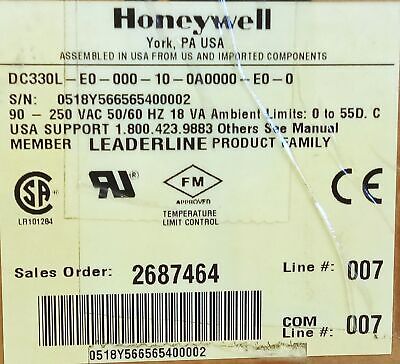 Honeywell
York, PA USA
ASSEMBLED IN USA FROM US AND IMPORTED COMPONENTS
DC330L-E0-000-10-0A0000-E0-0
S/N: 0518Y566565400002
90 - 250 VAC 50/60 HZ 18 VA Ambient Limits: 0 to 55D. C
USA SUPPORT 1.800.423.9883 Others See Manual
MEMBER LEADERLINE PRODUCT FAMILY
SA
LR101284
RU
FM
APPROVED
TEMPERATURE
LIMIT CONTROL
CE
Sales Order: 2687464 Line #: 007
COM
Line #: 007
0518Y566565400002